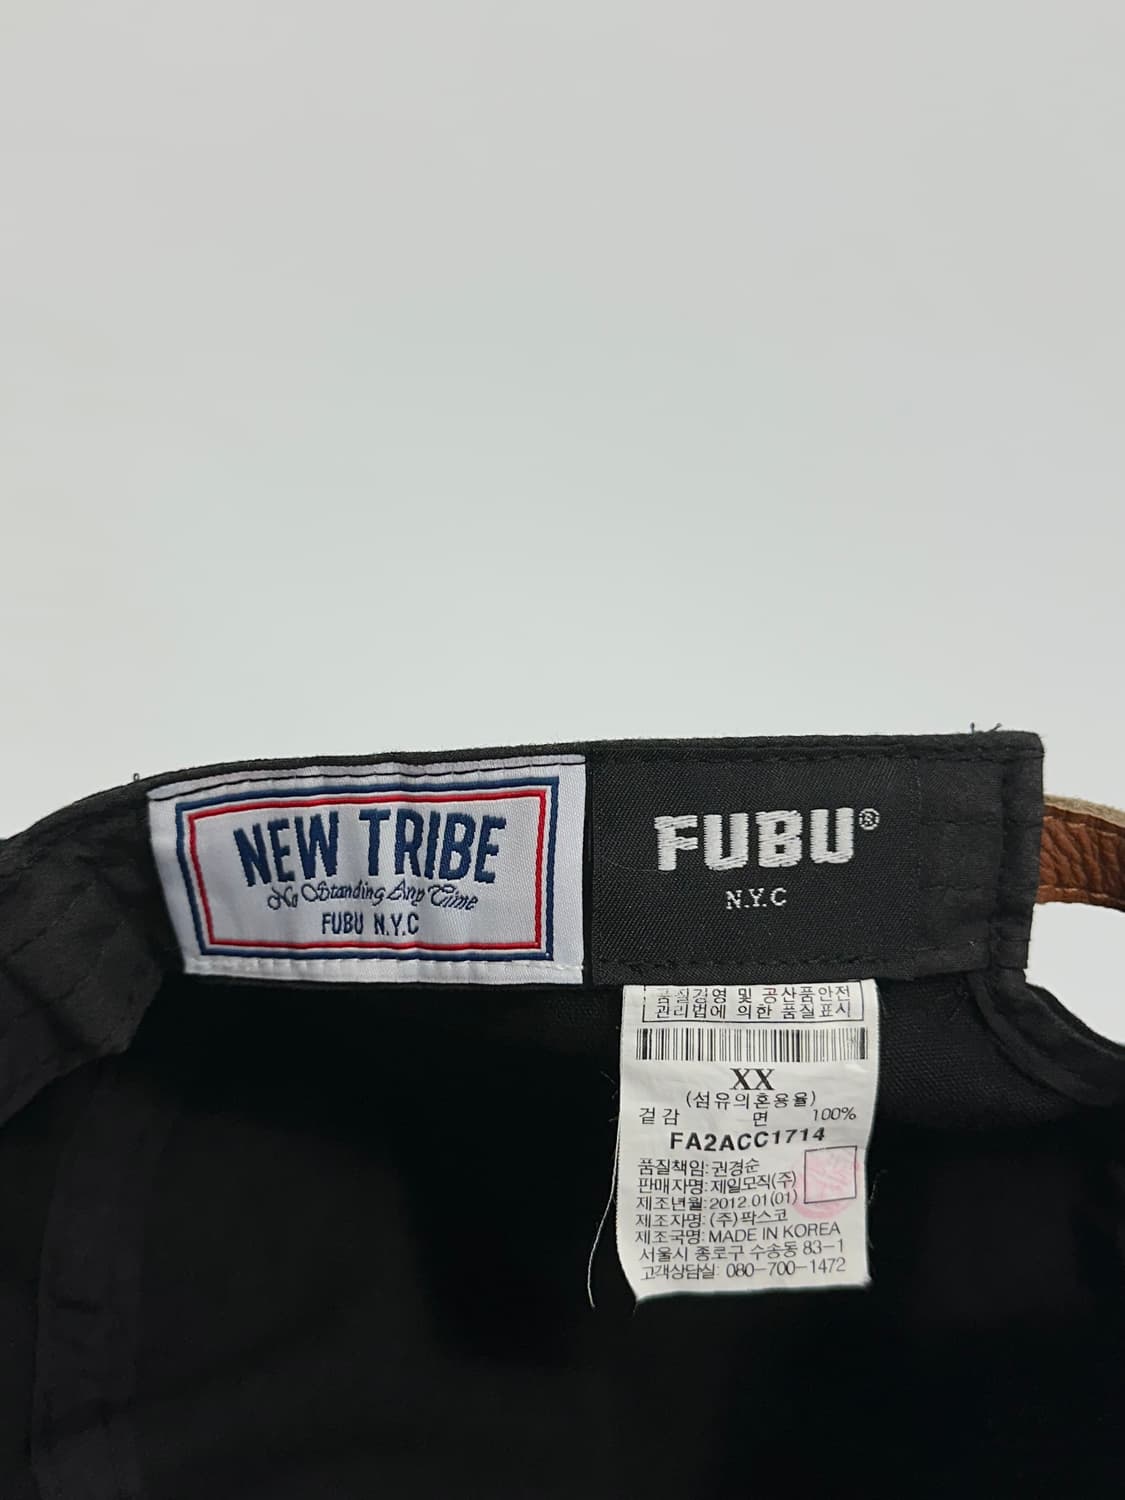 NEW TRIBE
No Standing Any Time
FUBU N.Y.C
FUBU®
N.Y.C
품질경영 및 공산품안전
관리법에 의한 품질표시
XX
(섬유의혼용율)
겉감 면 100%
FA2ACC1714
품질책임: 권경순
판매자명: 제일모직(주)
제조년월: 2012.01(01)
제조자명: (주)팍스코
제조국명: MADE IN KOREA
서울시 종로구 수송동 83-1
고객상담실: 080-700-1472